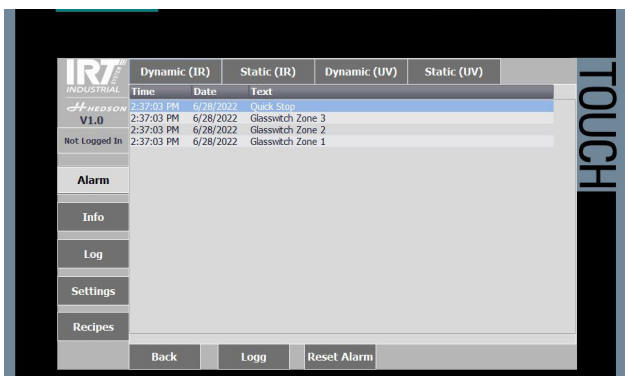 IRT SYSTEM
INDUSTRIAL
HEDSON
V1.0
Not Logged In
Alarm
Info
Log
Settings
Recipes
Dynamic (IR) Static (IR) Dynamic (UV) Static (UV)
Time Date Text
2:37:03 PM 6/28/2022 Quick Stop
2:37:03 PM 6/28/2022 Glasswitch Zone 3
2:37:03 PM 6/28/2022 Glasswitch Zone 2
2:37:03 PM 6/28/2022 Glasswitch Zone 1
Back Logg Reset Alarm
TOUCH